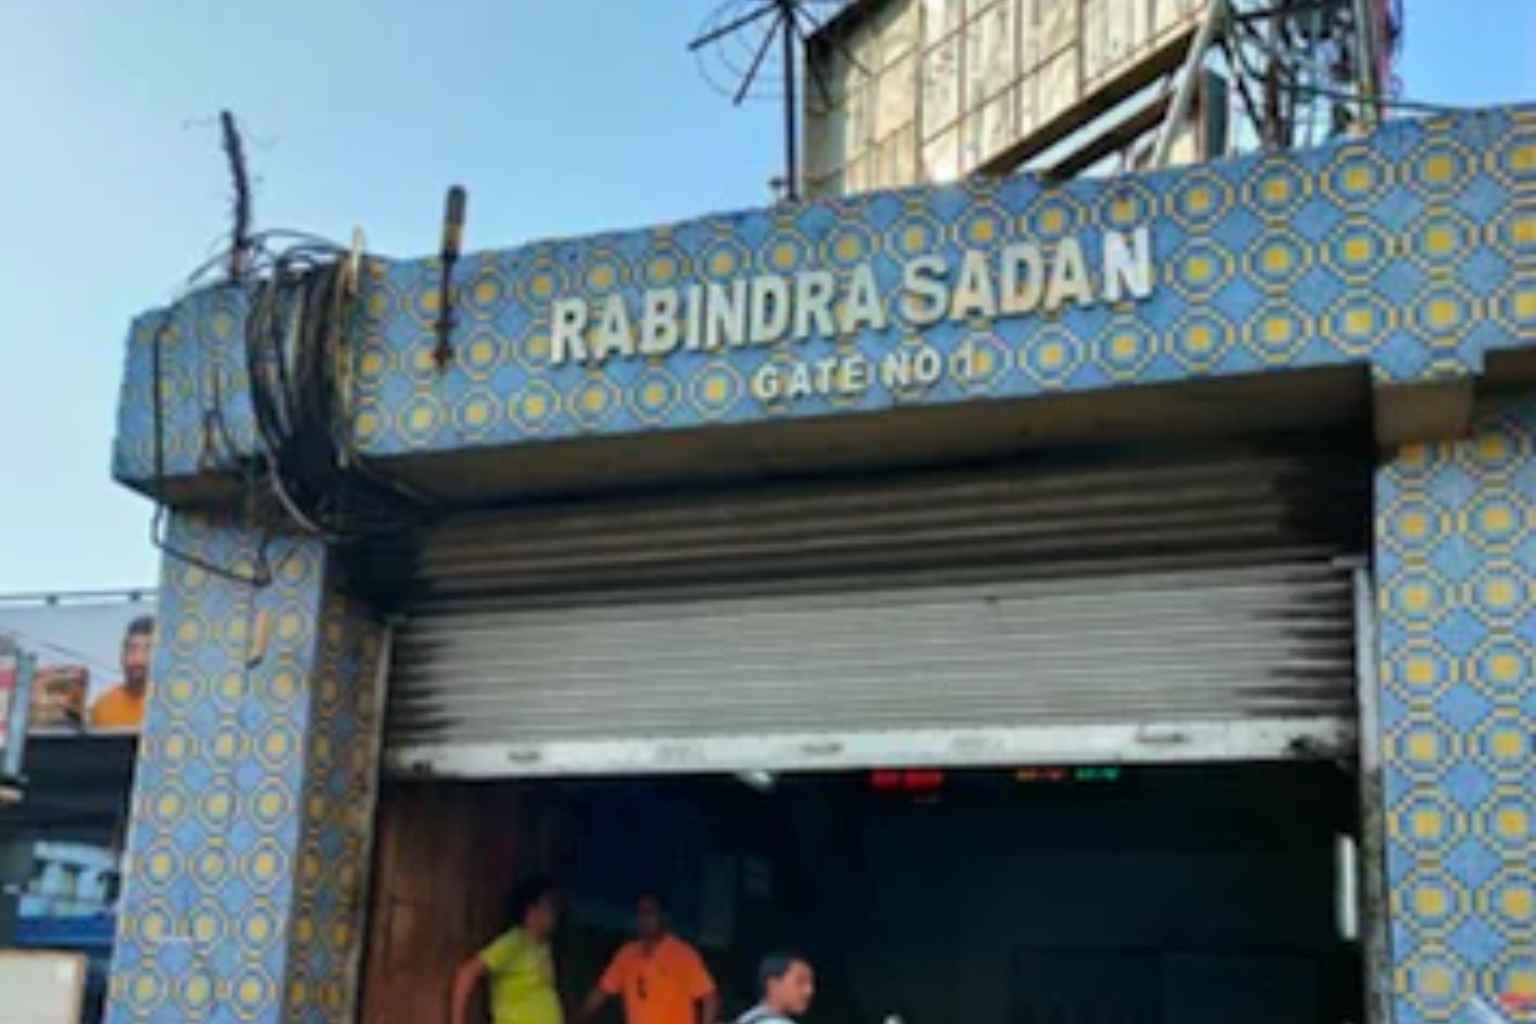 RABINDRA SADAN
GATE NO 1